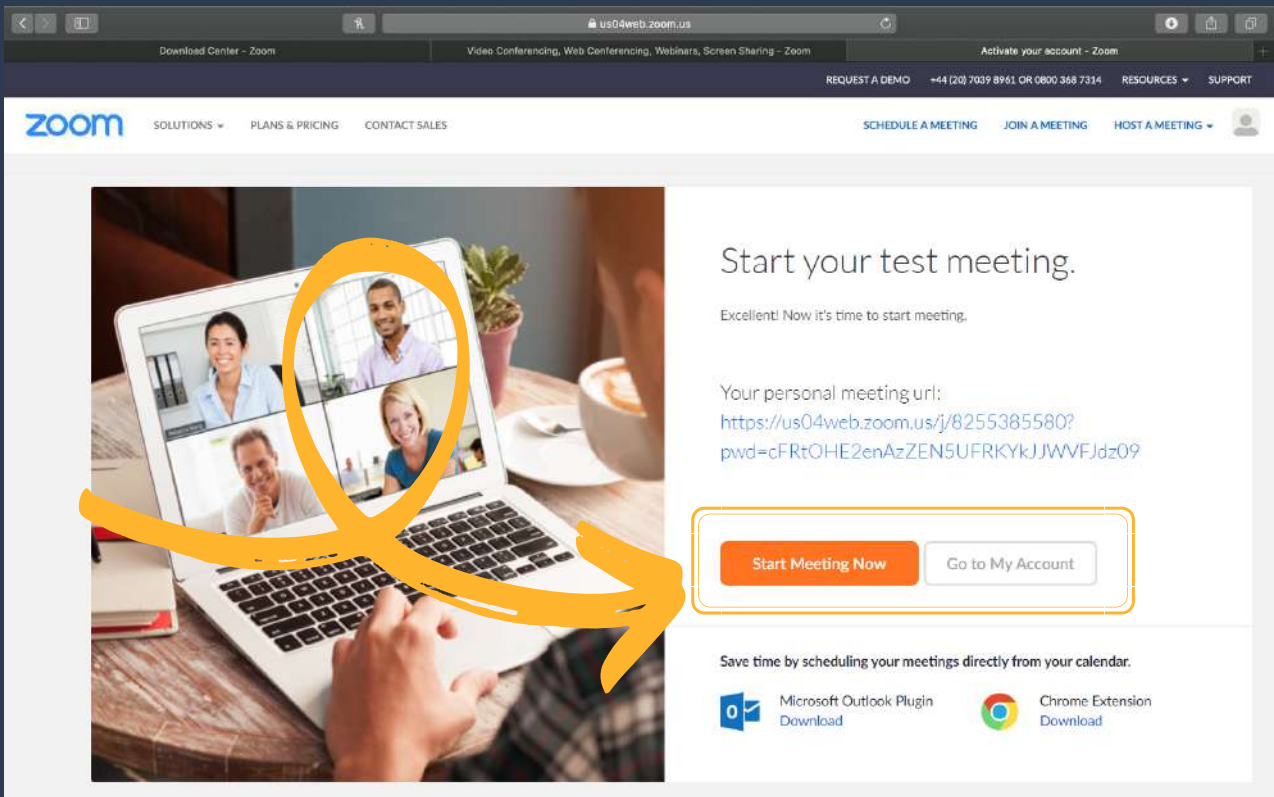 us04web.zoom.us
Download Center - Zoom
Video Conferencing, Web Conferencing, Webinars, Screen Sharing - Zoom
Activate your account - Zoom
REQUEST A DEMO +44 (20) 7039 8961 OR 0800 368 7314 RESOURCES SUPPORT
zoom SOLUTIONS PLANS & PRICING CONTACT SALES SCHEDULE A MEETING JOIN A MEETING HOST A MEETING
Start your test meeting.
Excellent! Now it's time to start meeting.
Your personal meeting url:
https://us04web.zoom.us/j/8255385580?
pwd=cFRtOHE2enAzZEN5UFRKYkJJWVFJdz09
Start Meeting Now Go to My Account
Save time by scheduling your meetings directly from your calendar.
Microsoft Outlook Plugin
Download
Chrome Extension
Download